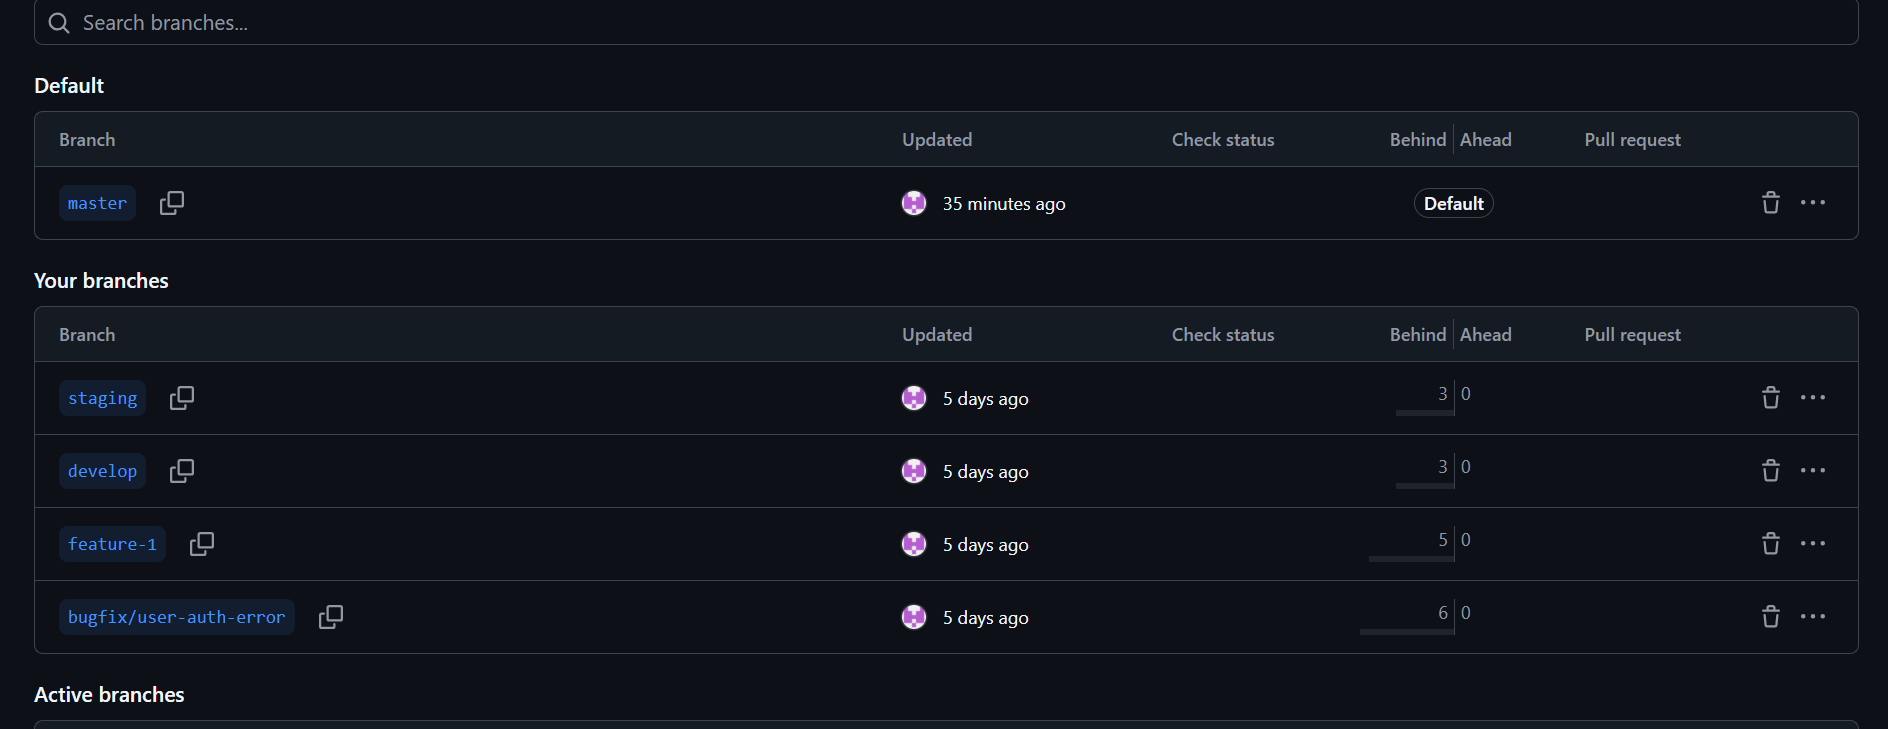 Search branches...
Default
Branch Updated Check status Behind Ahead Pull request
master 35 minutes ago Default
Your branches
Branch Updated Check status Behind Ahead Pull request
staging 5 days ago 3 0
develop 5 days ago 3 0
feature-1 5 days ago 5 0
bugfix/user-auth-error 5 days ago 6 0
Active branches